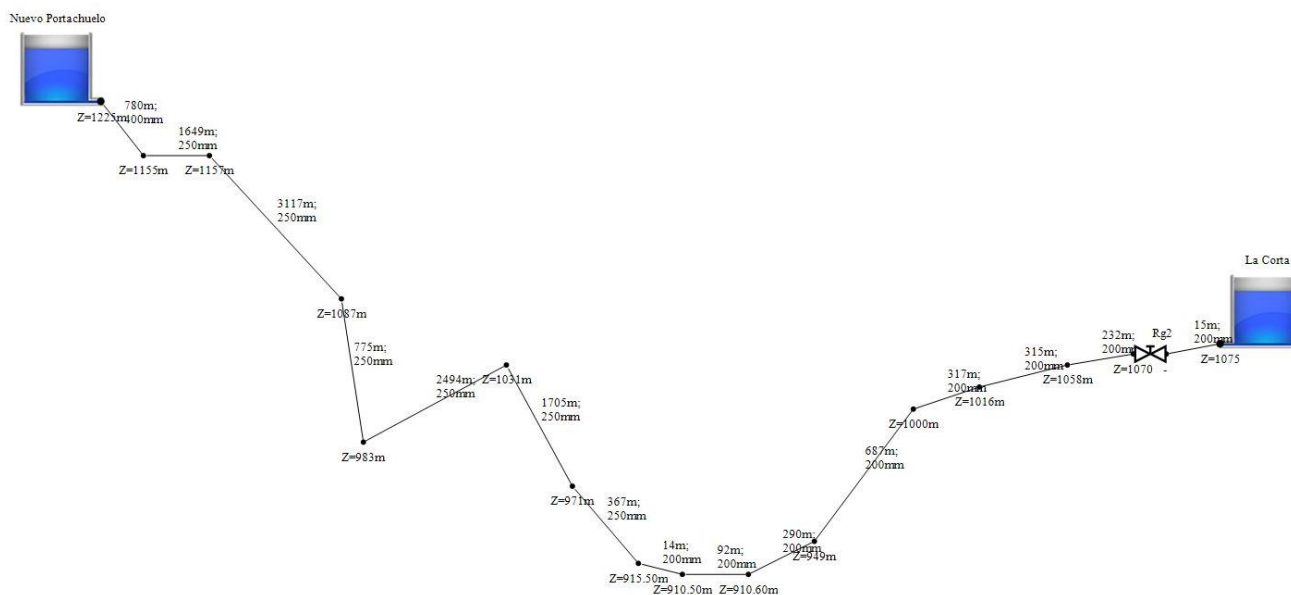 Nuevo Portachuelo
780m;
400mm
Z=1225m
1649m;
250mm
Z=1155m
Z=1157m
3117m;
250mm
Z=1087m
775m;
250mm
Z=983m
2494m;
250mm
Z=1031m
1705m;
250mm
Z=971m
367m;
250mm
Z=915.50m
14m;
200mm
Z=910.50m
92m;
200mm
Z=910.60m
290m;
200mm
Z=949m
687m;
200mm
Z=1000m
317m;
200mm
Z=1016m
315m;
200mm
Z=1058m
232m;
200mm
Z=1070
Rg2
-
15m;
200mm
Z=1075
La Corta